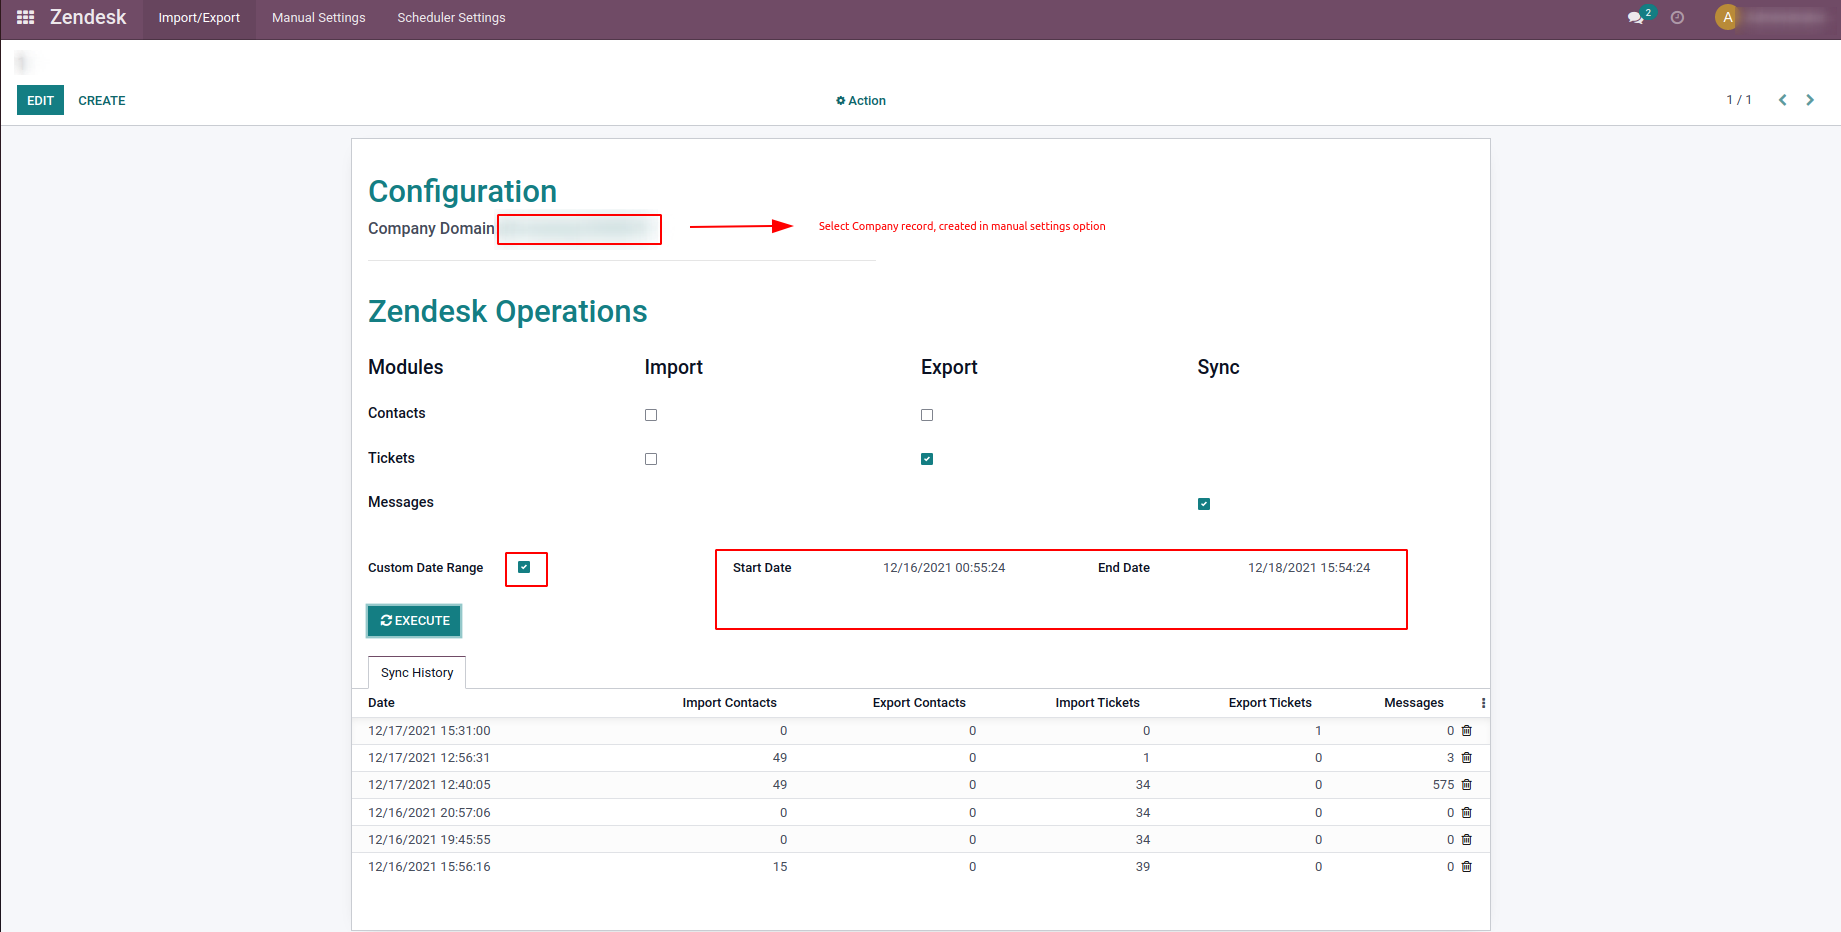 Zendesk Import/Export Manual Settings Scheduler Settings 2 A
EDIT CREATE Action 1 / 1
Configuration
Company Domain Select Company record, created in manual settings option
Zendesk Operations
Modules Import Export Sync
Contacts
Tickets
Messages
Custom Date Range Start Date 12/16/2021 00:55:24 End Date 12/18/2021 15:54:24
EXECUTE
Sync History
Date Import Contacts Export Contacts Import Tickets Export Tickets Messages
12/17/2021 15:31:00 0 0 0 1 0
12/17/2021 12:56:31 49 0 1 0 3
12/17/2021 12:40:05 49 0 34 0 575
12/16/2021 20:57:06 0 0 34 0 0
12/16/2021 19:45:55 0 0 34 0 0
12/16/2021 15:56:16 15 0 39 0 0